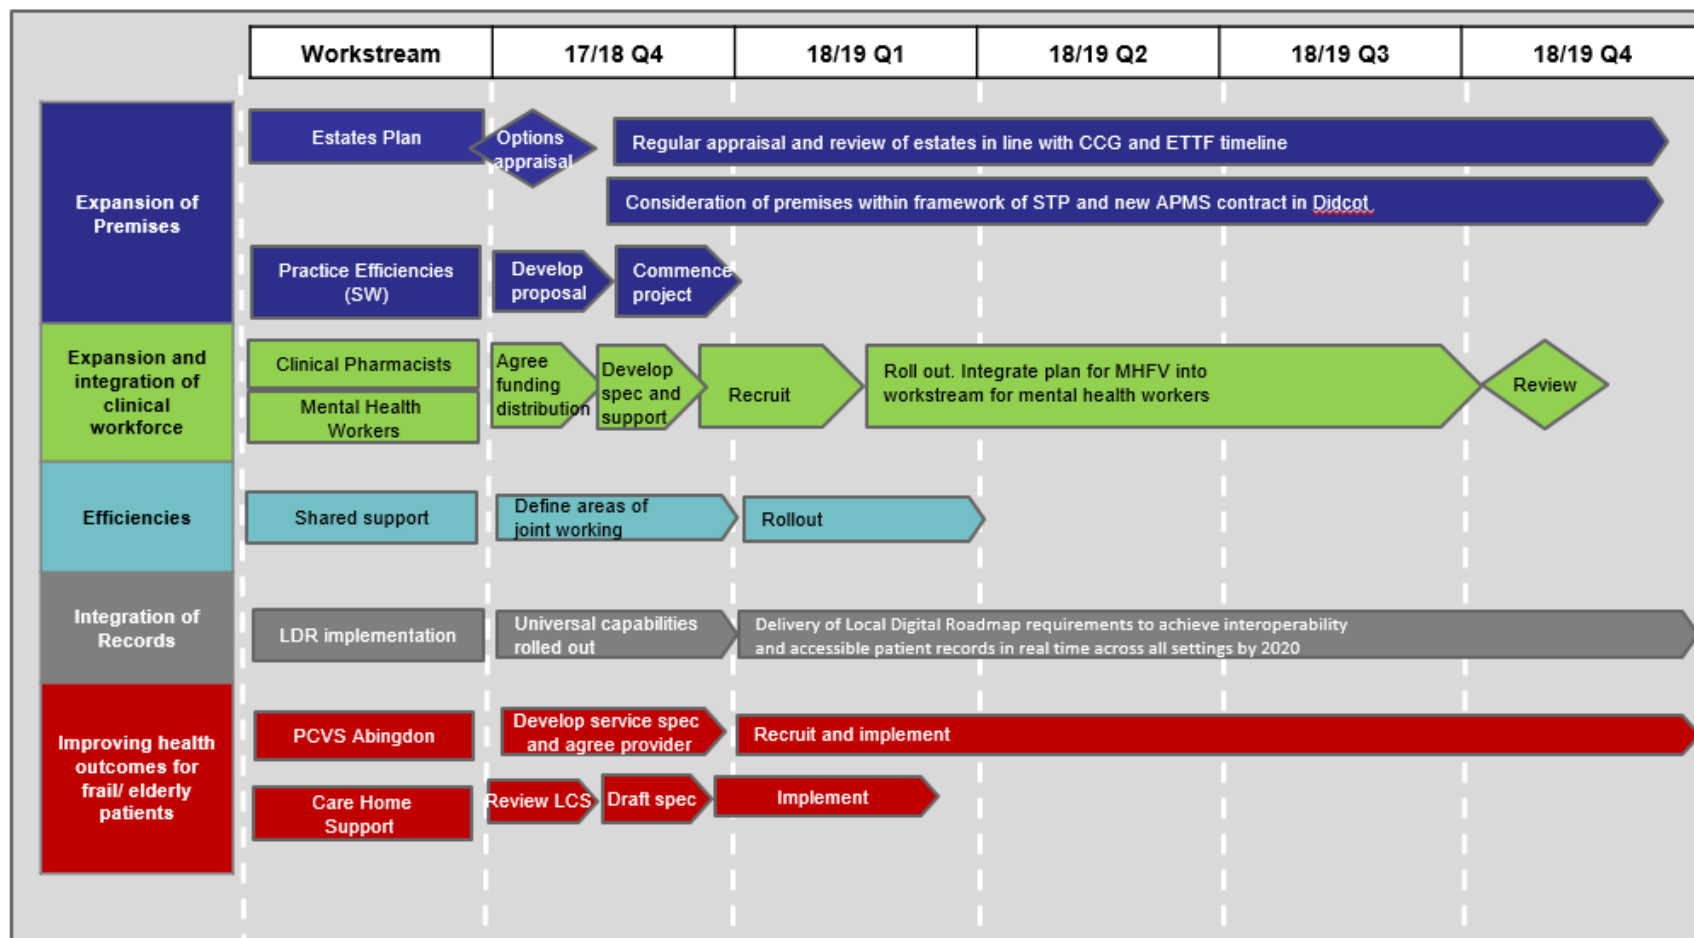 Workstream
17/18 Q4
18/19 Q1
18/19 Q2
18/19 Q3
18/19 Q4
Expansion of
Premises
Estates Plan
Options
appraisal
Regular appraisal and review of estates in line with CCG and ETTF timeline
Consideration of premises within framework of STP and new APMS contract in Didcot
Practice Efficiencies
(SW)
Develop
proposal
Commence
project
Expansion and
integration of
clinical
workforce
Clinical Pharmacists
Mental Health
Workers
Agree
funding
distribution
Develop
spec and
support
Recruit
Roll out. Integrate plan for MHFV into
workstream for mental health workers
Review
Efficiencies
Shared support
Define areas of
joint working
Rollout
Integration of
Records
LDR implementation
Universal capabilities
rolled out
Delivery of Local Digital Roadmap requirements to achieve interoperability
and accessible patient records in real time across all settings by 2020
Improving health
outcomes for
frail/ elderly
patients
PCVS Abingdon
Develop service spec
and agree provider
Recruit and implement
Care Home
Support
Review LCS
Draft spec
Implement